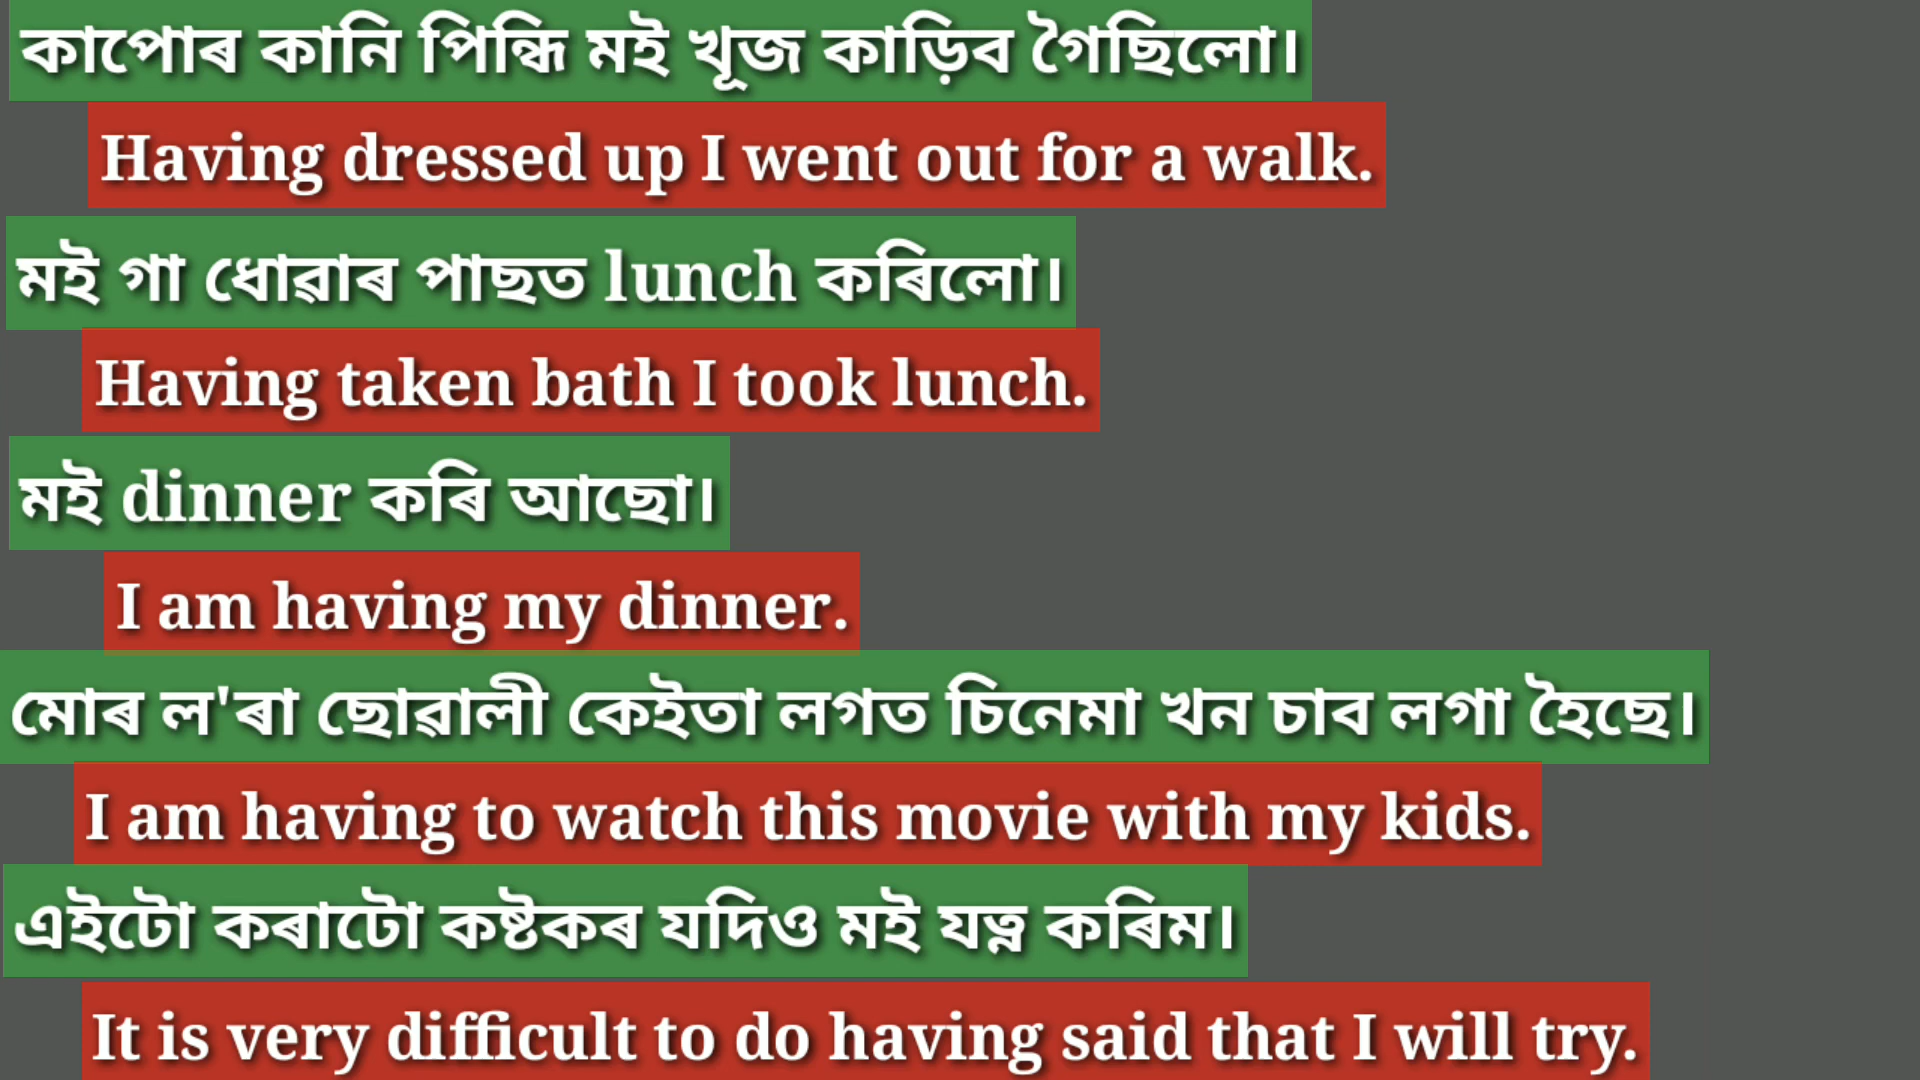 কাপোৰ কানি পিন্ধি মই খূজ কাড়িব গৈছিলো।
Having dressed up I went out for a walk.
মই গা ধোৱাৰ পাছত lunch কৰিলো।
Having taken bath I took lunch.
মই dinner কৰি আছো।
I am having my dinner.
মোৰ ল'ৰা ছোৱালী কেইতা লগত চিনেমা খন চাব লগা হৈছে।
I am having to watch this movie with my kids.
এইটো কৰাটো কষ্টকৰ যদিও মই যত্ন কৰিম।
It is very difficult to do having said that I will try.